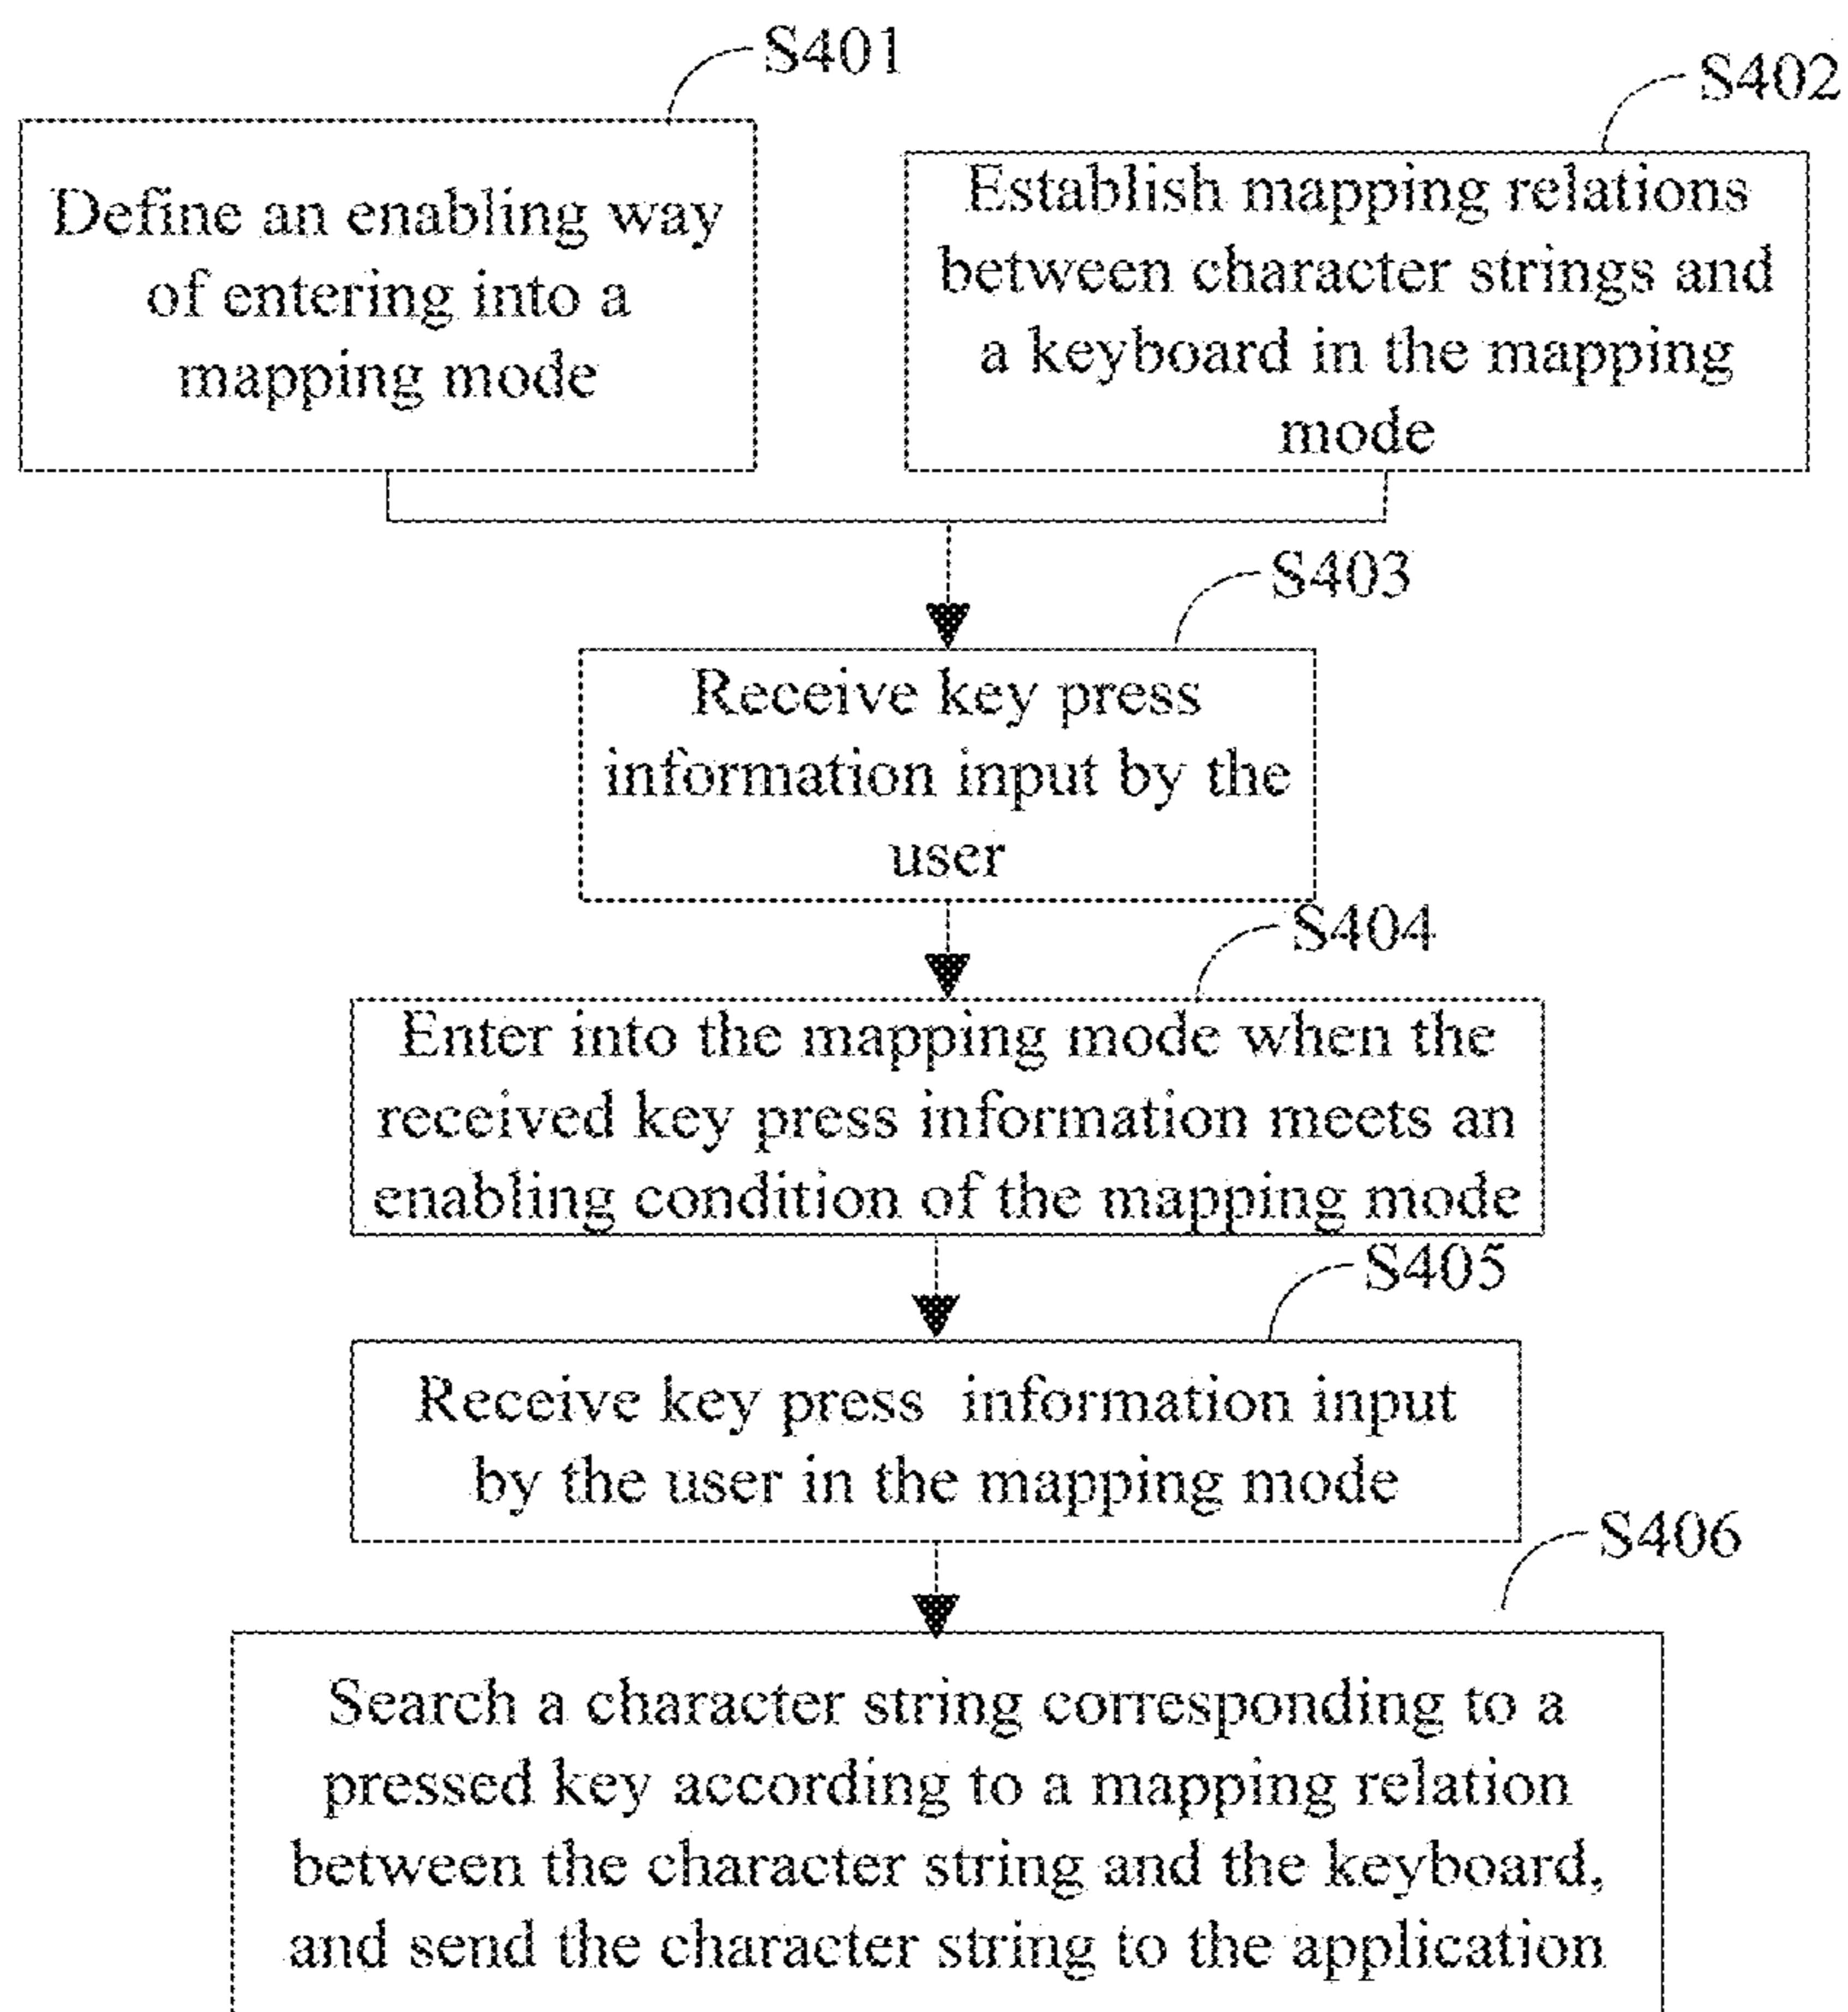 S401
Define an enabling way
of entering into a
mapping mode
S402
Establish mapping relations
between character strings and
a keyboard in the mapping
mode
S403
Receive key press
information input by the
user
S404
Enter into the mapping mode when the
received key press information meets an
enabling condition of the mapping mode
S405
Receive key press information input
by the user in the mapping mode
S406
Search a character string corresponding to a
pressed key according to a mapping relation
between the character string and the keyboard,
and send the character string to the application